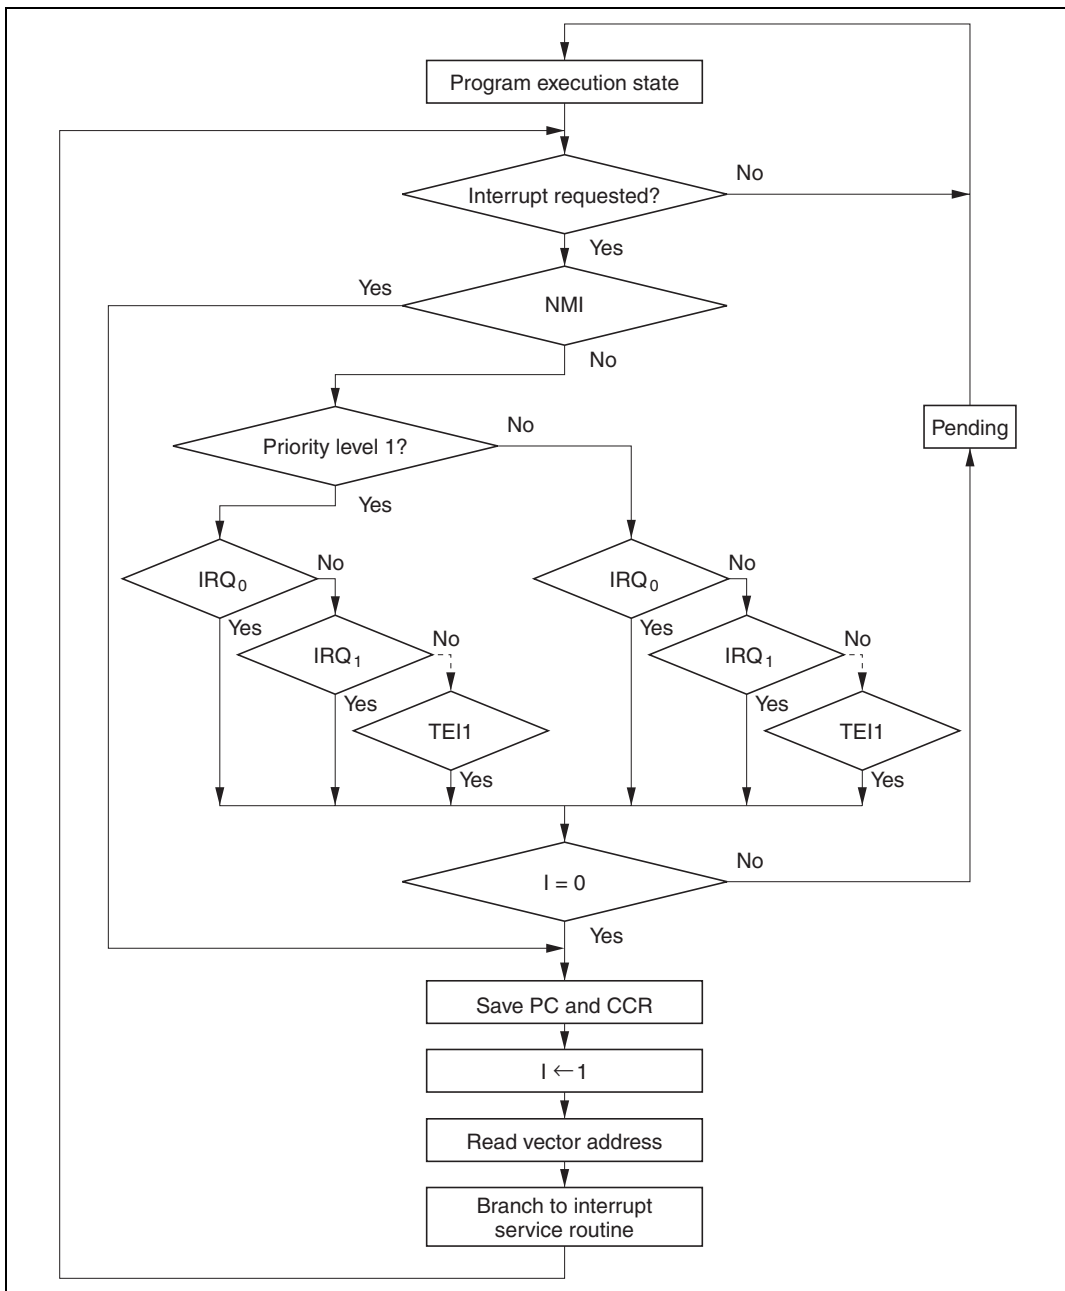 Program execution state
Interrupt requested?
No
Yes
Yes
NMI
No
Priority level 1?
No
Pending
Yes
IRQ0
No
IRQ0
No
Yes
IRQ1
No
Yes
IRQ1
No
Yes
TEI1
Yes
TEI1
Yes
Yes
I = 0
No
Yes
Save PC and CCR
I ← 1
Read vector address
Branch to interrupt
service routine